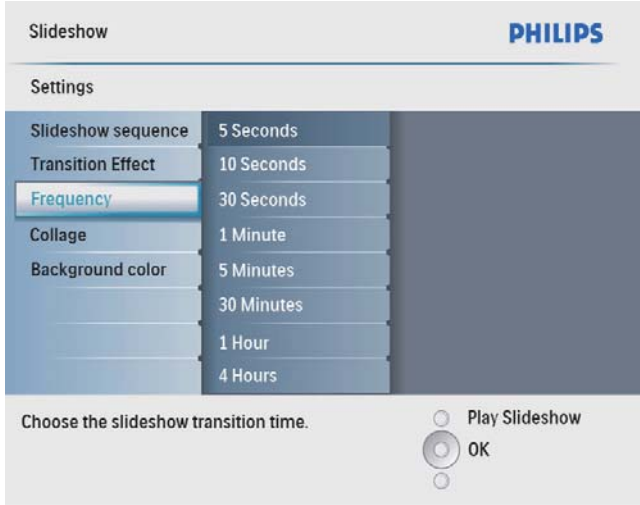 Slideshow
PHILIPS
Settings
Slideshow sequence
Transition Effect
Frequency
Collage
Background color
5 Seconds
10 Seconds
30 Seconds
1 Minute
5 Minutes
30 Minutes
1 Hour
4 Hours
Choose the slideshow transition time.
Play Slideshow
OK